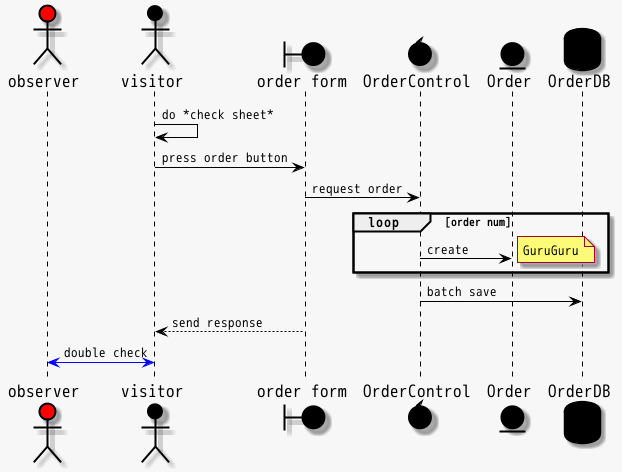 observer visitor order form OrderControl Order OrderDB
do *check sheet*
press order button
request order
loop [order num]
create GuruGuru
batch save
send response
double check
observer visitor order form OrderControl Order OrderDB